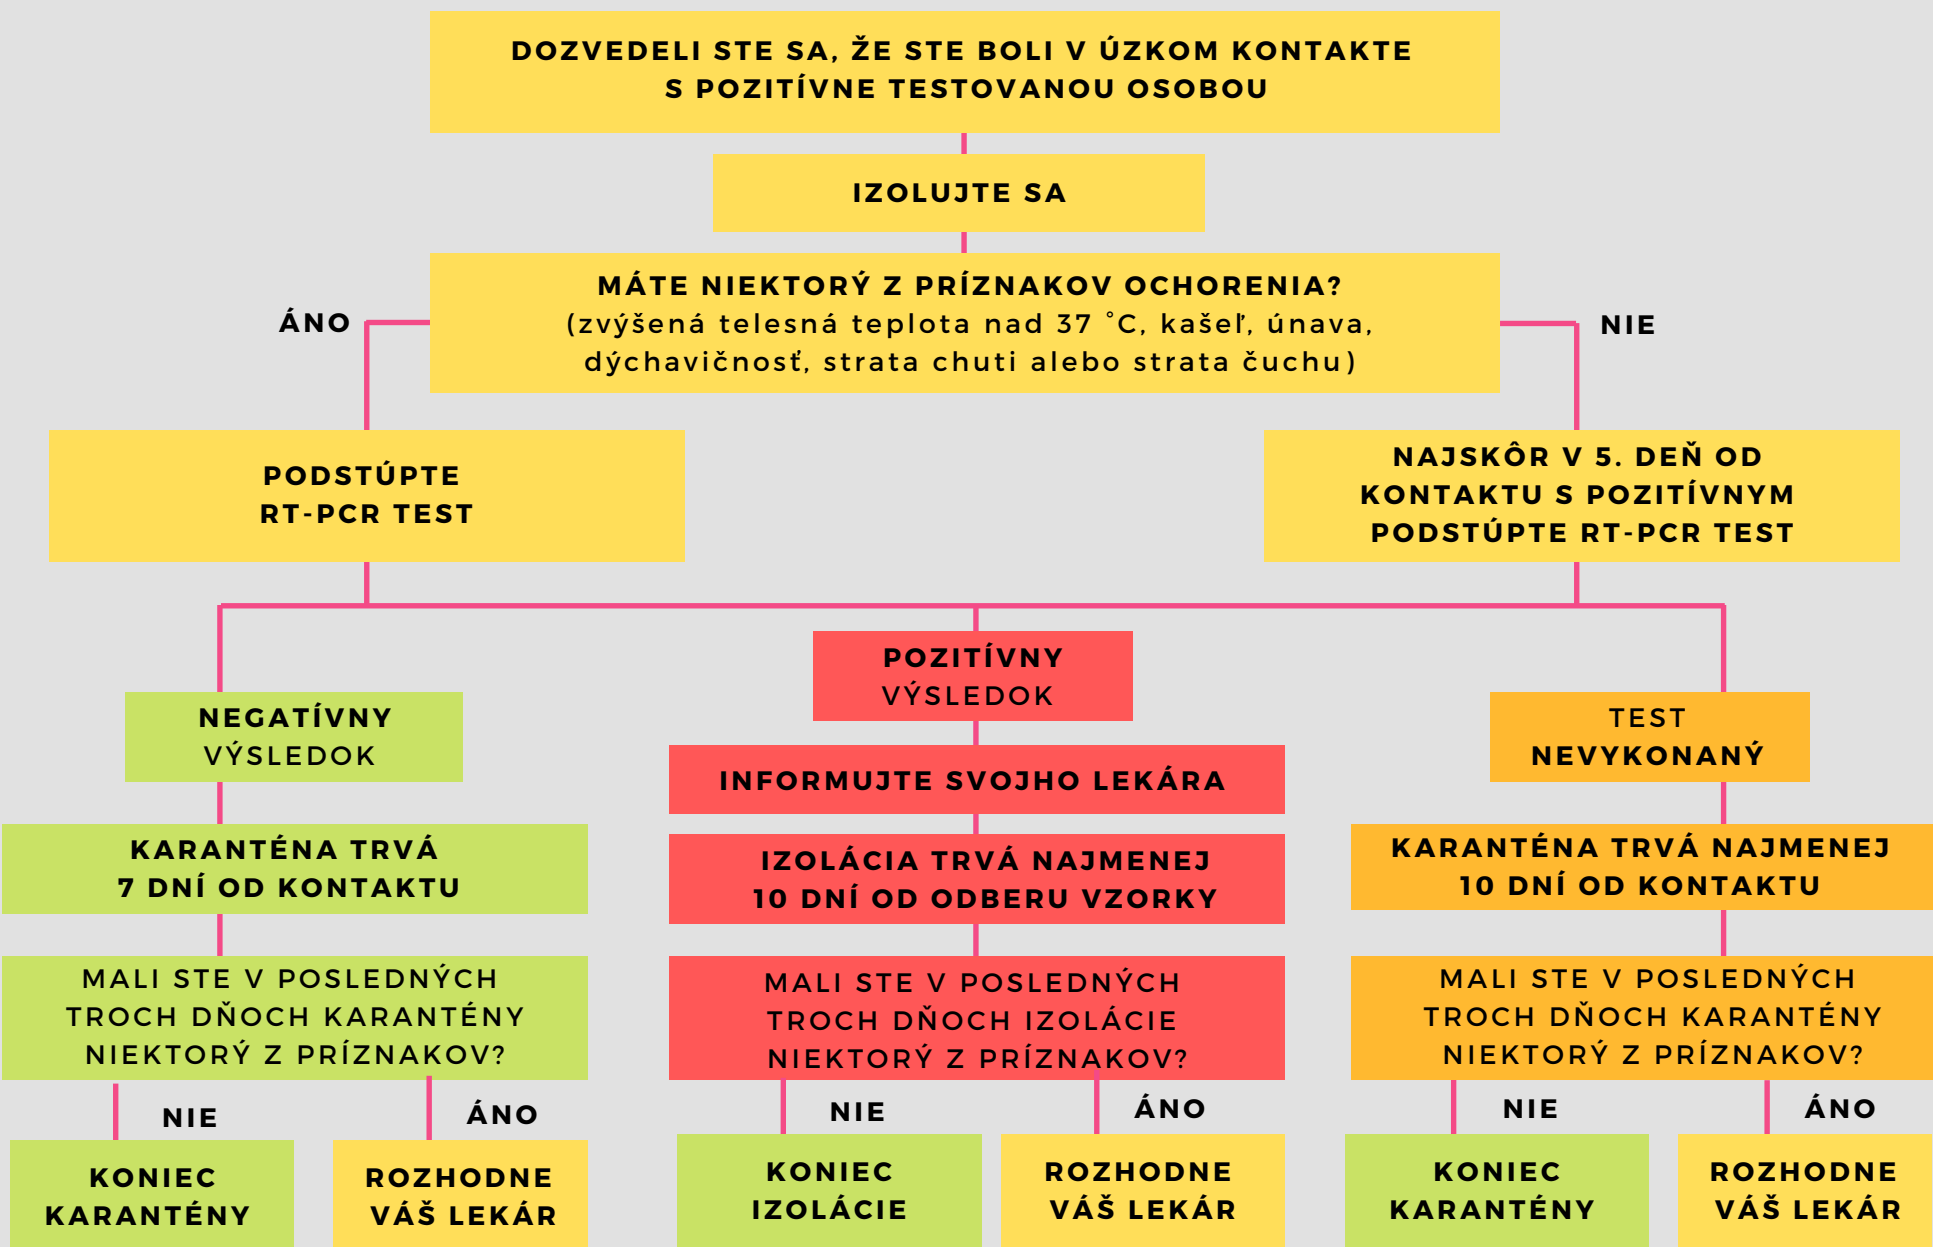 DOZVEDELI STE SA, ŽE STE BOLI V ÚZKOM KONTAKTE
S POZITÍVNE TESTOVANOU OSOBOU
IZOLUJTE SA
MÁTE NIEKTORÝ Z PRÍZNAKOV OCHORENIA?
(zvýšená telesná teplota nad 37 °C, kašeľ, únava,
dýchavičnosť, strata chuti alebo strata čuchu)
ÁNO
NIE
PODSTÚPTE
RT-PCR TEST
NAJSKÔR V 5. DEŇ OD
KONTAKTU S POZITÍVNYM
PODSTÚPTE RT-PCR TEST
NEGATÍVNY
VÝSLEDOK
KARANTÉNA TRVÁ
7 DNÍ OD KONTAKTU
MALI STE V POSLEDNÝCH
TROCH DŇOCH KARANTÉNY
NIEKTORÝ Z PRÍZNAKOV?
NIE
ÁNO
KONIEC
KARANTÉNY
ROZHODNE
VÁŠ LEKÁR
POZITÍVNY
VÝSLEDOK
INFORMUJTE SVOJHO LEKÁRA
IZOLÁCIA TRVÁ NAJMENEJ
10 DNÍ OD ODBERU VZORKY
MALI STE V POSLEDNÝCH
TROCH DŇOCH IZOLÁCIE
NIEKTORÝ Z PRÍZNAKOV?
NIE
ÁNO
KONIEC
IZOLÁCIE
ROZHODNE
VÁŠ LEKÁR
TEST
NEVYKONANÝ
KARANTÉNA TRVÁ NAJMENEJ
10 DNÍ OD KONTAKTU
MALI STE V POSLEDNÝCH
TROCH DŇOCH KARANTÉNY
NIEKTORÝ Z PRÍZNAKOV?
NIE
ÁNO
KONIEC
KARANTÉNY
ROZHODNE
VÁŠ LEKÁR